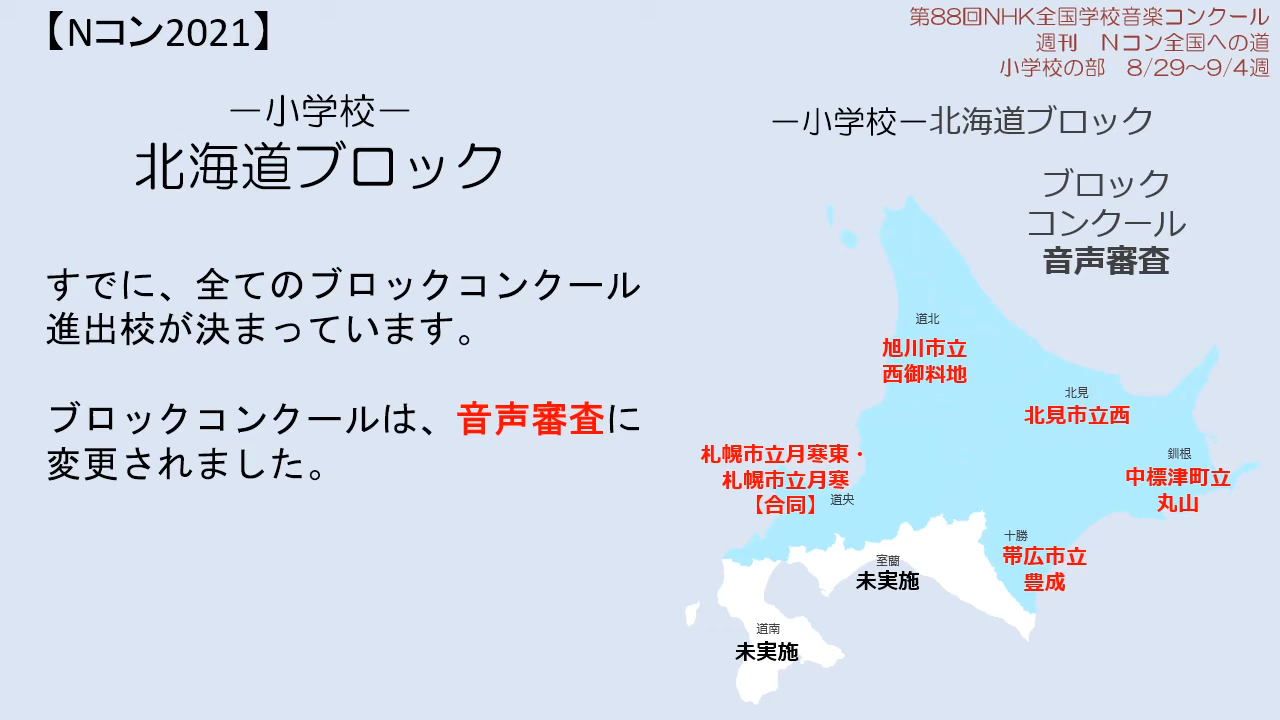 【Nコン2021】
第88回NHK全国学校音楽コンクール
週刊　Nコン全国への道
小学校の部　8/29～9/4週
―小学校―
北海道ブロック
すでに、全てのブロックコンクール
進出校が決まっています。
ブロックコンクールは、音声審査に
変更されました。
―小学校―北海道ブロック
ブロック
コンクール
音声審査
道北
旭川市立
西御料地
北見
北見市立西
札幌市立月寒東・
札幌市立月寒
【合同】
道央
釧根
中標津町立
丸山
十勝
帯広市立
豊成
室蘭
未実施
道南
未実施